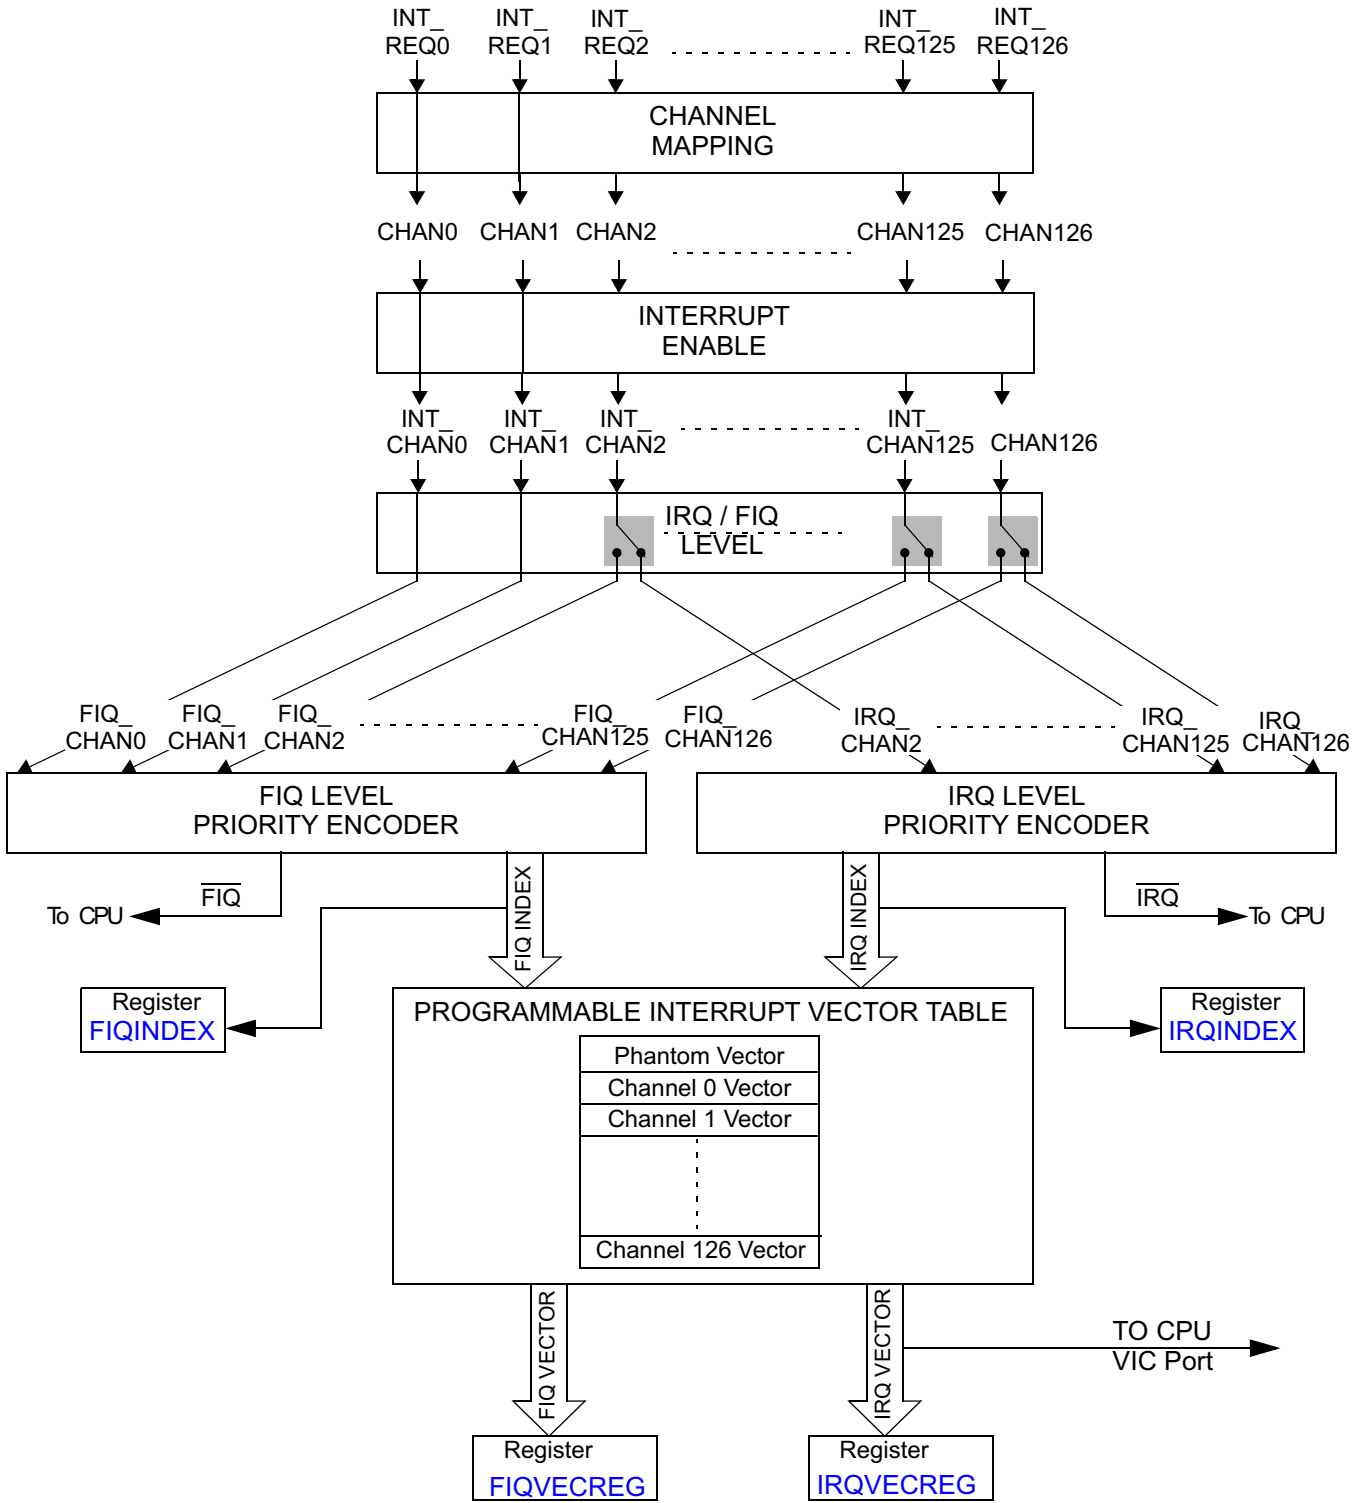 INT_ INT_ INT_ INT_ INT_
REQ0 REQ1 REQ2 REQ125 REQ126
CHANNEL
MAPPING
CHAN0 CHAN1 CHAN2 CHAN125 CHAN126
INTERRUPT
ENABLE
INT_ INT_ INT_ INT_
CHAN0 CHAN1 CHAN2 CHAN125 CHAN126
IRQ / FIQ
LEVEL
FIQ_ FIQ_ FIQ_ FIQ_ FIQ_ IRQ_ IRQ_ IRQ_
CHAN0 CHAN1 CHAN2 CHAN125 CHAN126 CHAN2 CHAN125 CHAN126
FIQ LEVEL
PRIORITY ENCODER
IRQ LEVEL
PRIORITY ENCODER
FIQ
To CPU
FIQ INDEX
IRQ INDEX
IRQ
To CPU
Register
FIQINDEX
Register
IRQINDEX
PROGRAMMABLE INTERRUPT VECTOR TABLE
Phantom Vector
Channel 0 Vector
Channel 1 Vector
Channel 126 Vector
FIQ VECTOR
IRQ VECTOR
TO CPU
VIC Port
Register
FIQVECREG
Register
IRQVECREG